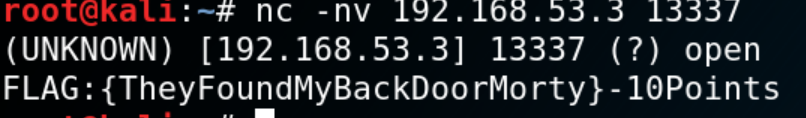 root@kali:~# nc -nv 192.168.53.3 13337
(UNKNOWN) [192.168.53.3] 13337 (?) open
FLAG:{TheyFoundMyBackDoorMorty}-10Points